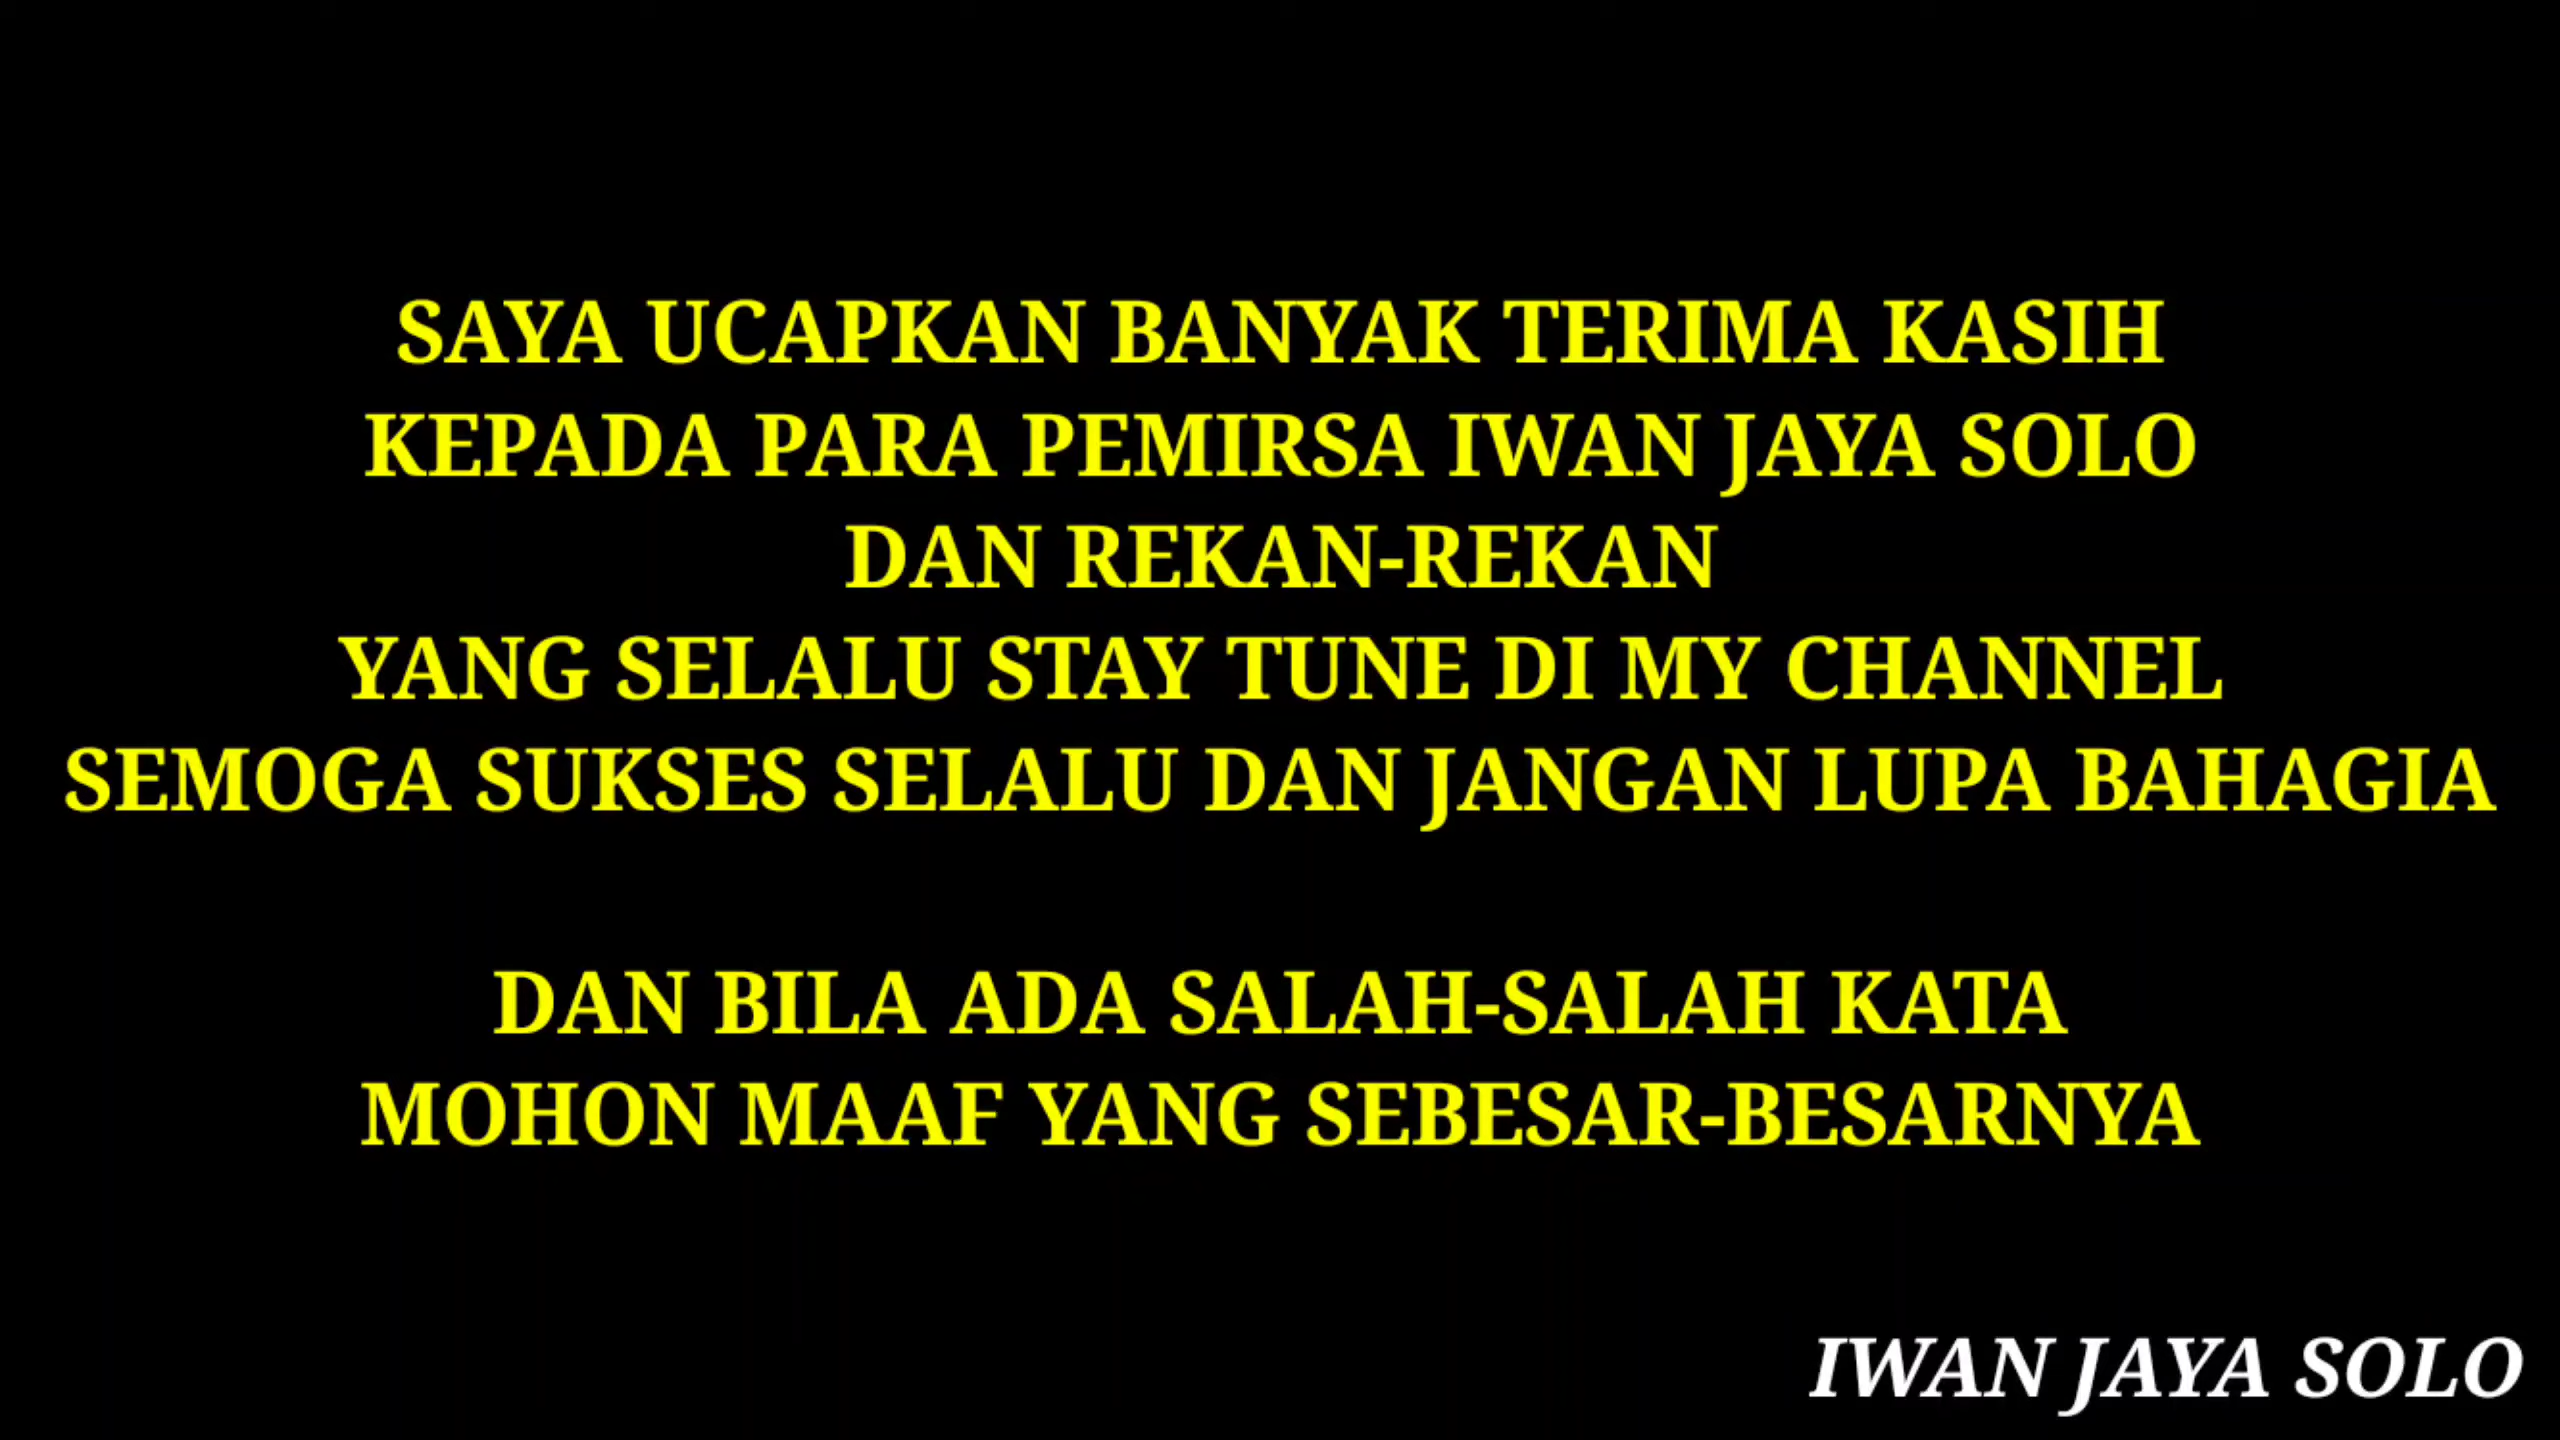 SAYA UCAPKAN BANYAK TERIMA KASIH
KEPADA PARA PEMIRSA IWAN JAYA SOLO
DAN REKAN-REKAN
YANG SELALU STAY TUNE DI MY CHANNEL
SEMOGA SUKSES SELALU DAN JANGAN LUPA BAHAGIA
DAN BILA ADA SALAH-SALAH KATA
MOHON MAAF YANG SEBESAR-BESARNYA
IWAN JAYA SOLO